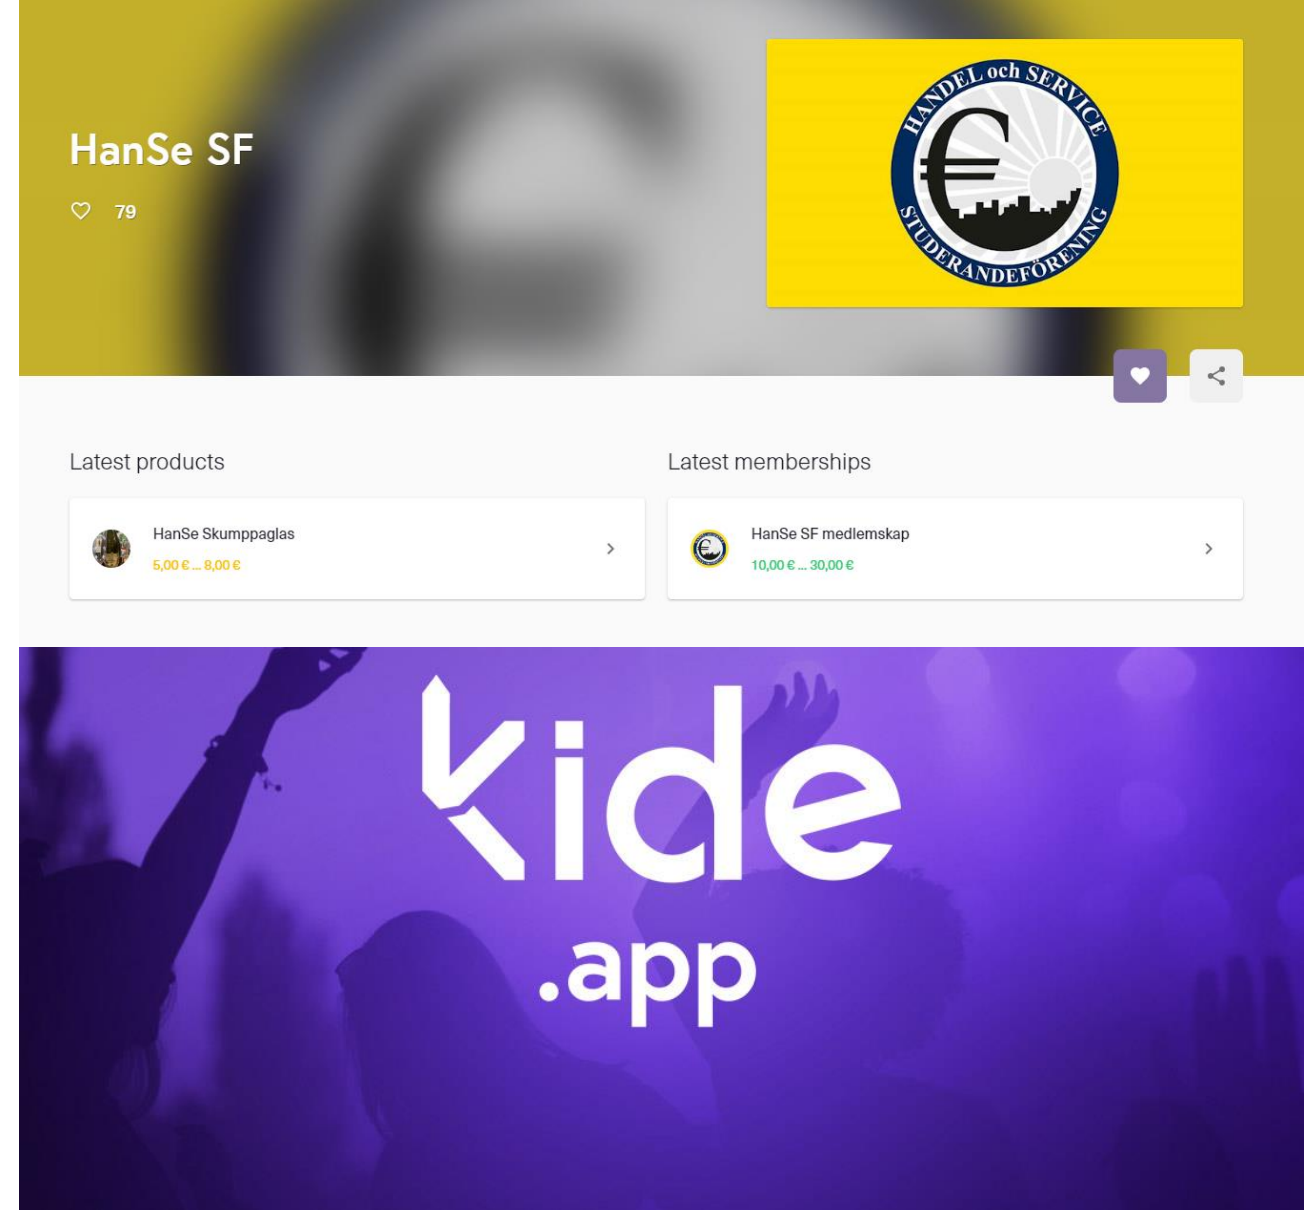 HanSe SF
79
HANDEL och SERVICE
€
STUDERANDEFÖRENING
Latest products
HanSe Skumppaglas
5,00 € ... 8,00 €
Latest memberships
HanSe SF medlemskap
10,00 € ... 30,00 €
kide
.app